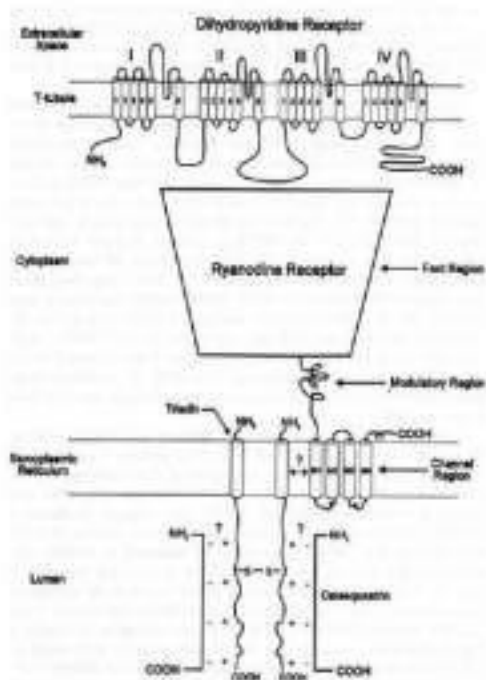 Extracellular
Space
Dihydropyridine Receptor
I II III IV
T-tubule
NH₂
COOH
Cytoplasm
Ryanodine Receptor
Foot Region
Modulatory Region
Triadin
NH₂ NH₂
COOH
?
Sarcoplasmic
Reticulum
Channel
Region
? ?
NH₂ NH₂
S S
Lumen
Calsequestrin
COOH COOH COOH COOH